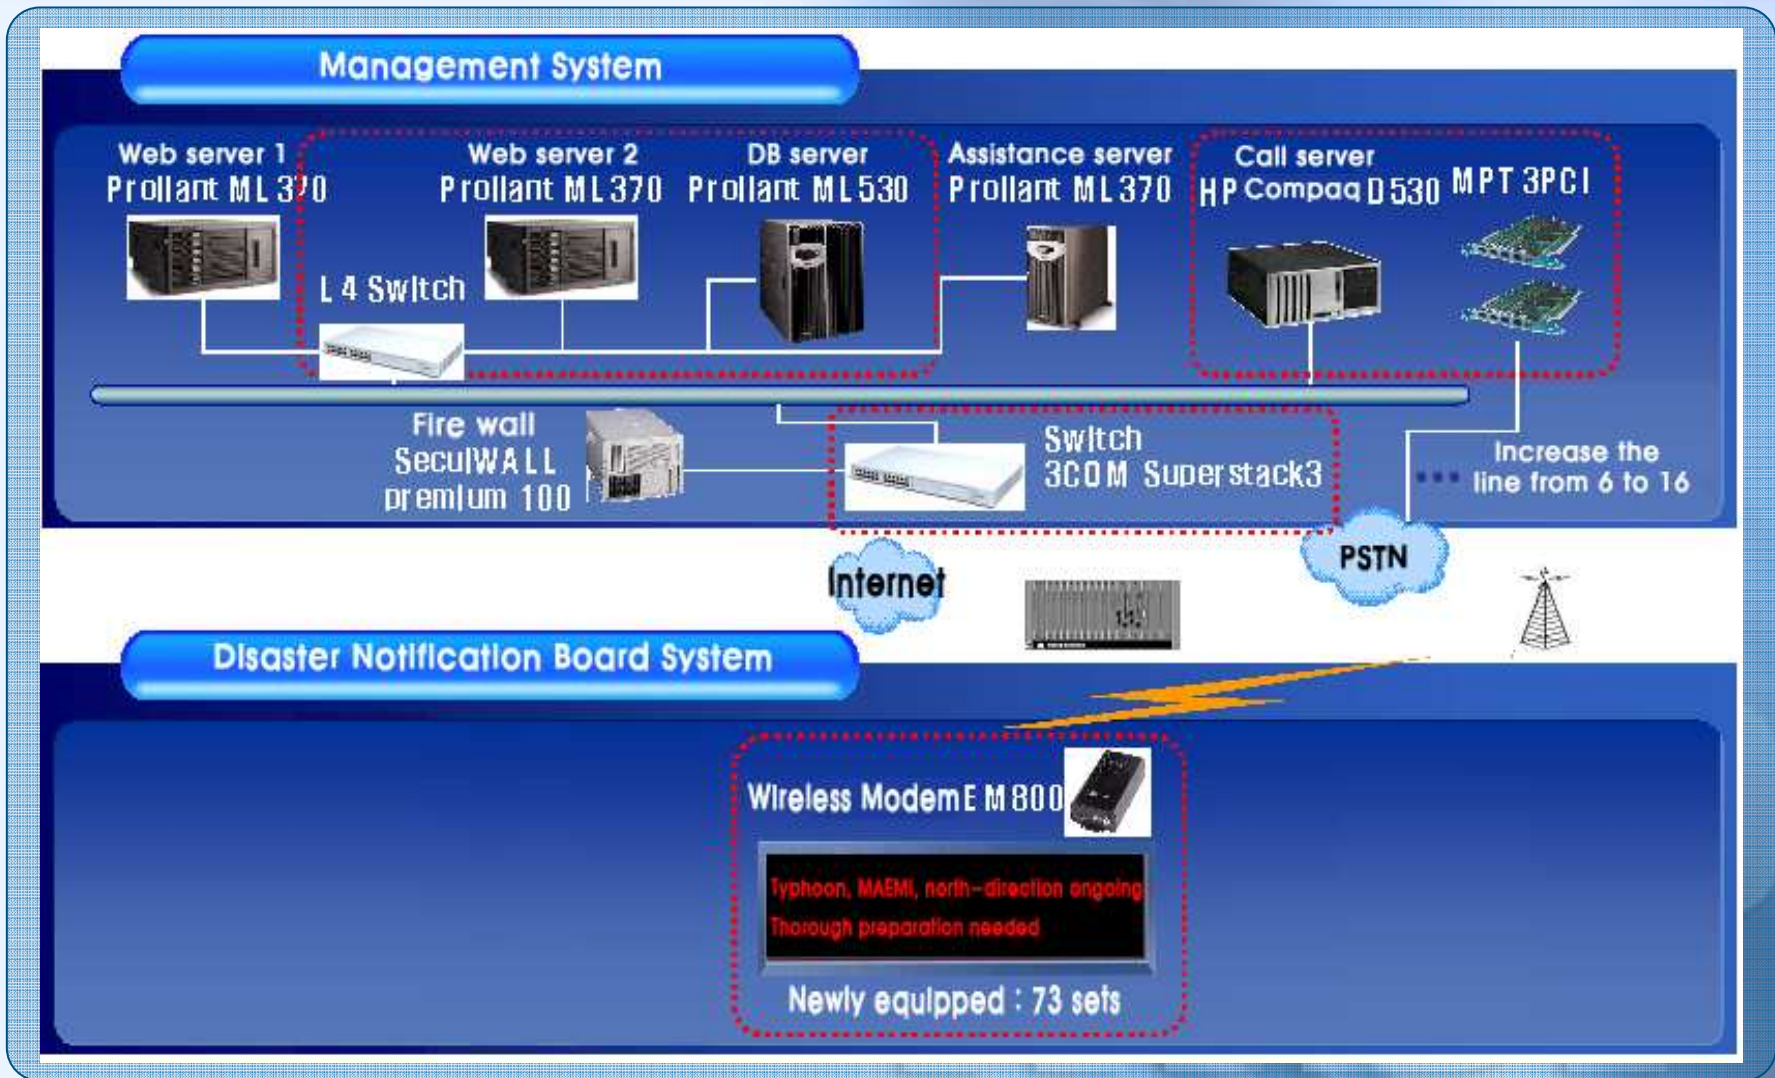 Management System
Web server 1
Prollant ML370
Web server 2
Prollant ML370
DB server
Prollant ML530
Assistance server
Prollant ML370
Call server
HP Compaq D530
MPT 3PCI
L4 Switch
Fire wall
SeculWALL
premium 100
Switch
3COM Superstack3
Increase the
line from 6 to 16
Internet
PSTN
Disaster Notification Board System
Wireless Modem EM800
Typhoon, MAEMI, north-direction ongoing
Thorough preparation needed
Newly equipped : 73 sets